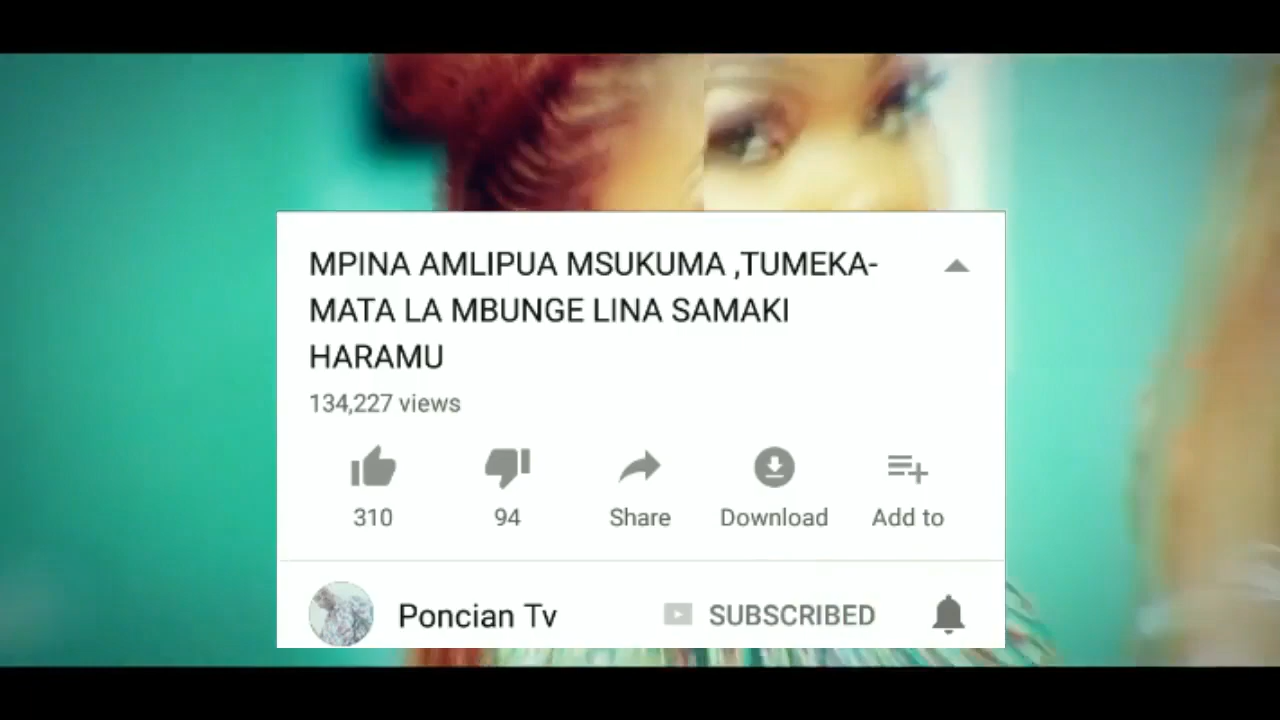 MPINA AMLIPUA MSUKUMA ,TUMEKA-
MATA LA MBUNGE LINA SAMAKI
HARAMU
134,227 views
310
94
Share
Download
Add to
Poncian Tv
SUBSCRIBED